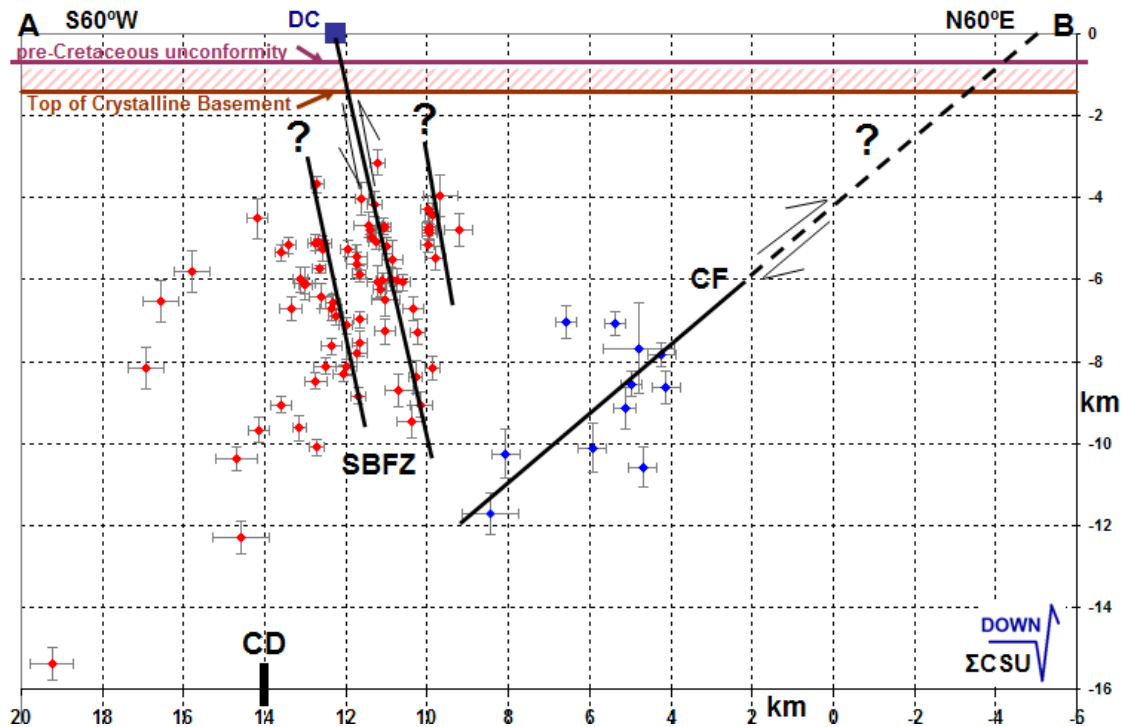 A S60ºW DC N60ºE B 0
pre-Cretaceous unconformity
Top of Crystalline Basement
-2
? ? ?
-4
CF -6
-8
km
SBFZ -10
-12
-14
CD DOWN
ΣCSU
km -16
20 18 16 14 12 10 8 6 4 2 0 -2 -4 -6